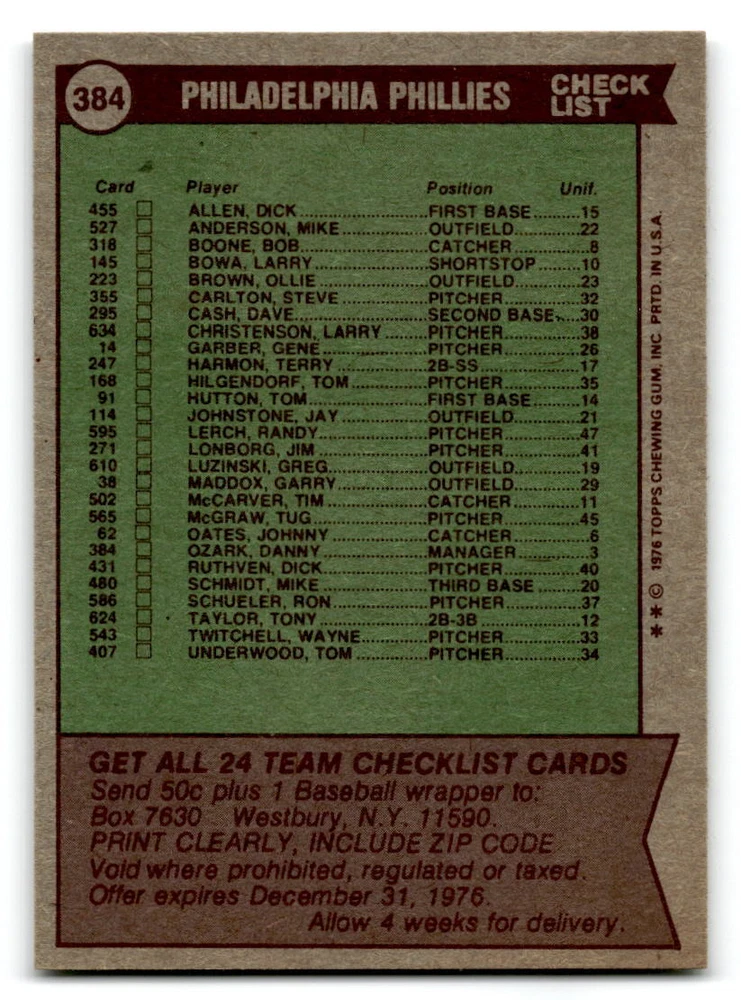 384 PHILADELPHIA PHILLIES CHECK LIST
Card Player Position Unif.
455 ALLEN, DICK FIRST BASE 15
527 ANDERSON, MIKE OUTFIELD 22
318 BOONE, BOB CATCHER 8
145 BOWA, LARRY SHORTSTOP 10
223 BROWN, OLLIE OUTFIELD 23
355 CARLTON, STEVE PITCHER 32
295 CASH, DAVE SECOND BASE 30
634 CHRISTENSON, LARRY PITCHER 38
14 GARBER, GENE PITCHER 26
247 HARMON, TERRY 2B-SS 17
168 HILGENDORF, TOM PITCHER 35
91 HUTTON, TOM FIRST BASE 14
114 JOHNSTONE, JAY OUTFIELD 21
595 LERCH, RANDY PITCHER 47
271 LONBORG, JIM PITCHER 41
610 LUZINSKI, GREG OUTFIELD 19
38 MADDOX, GARRY OUTFIELD 29
502 McCARVER, TIM CATCHER 11
565 McGRAW, TUG PITCHER 45
62 OATES, JOHNNY CATCHER 6
384 OZARK, DANNY MANAGER 3
431 RUTHVEN, DICK PITCHER 40
480 SCHMIDT, MIKE THIRD BASE 20
586 SCHUELER, RON PITCHER 37
624 TAYLOR, TONY 2B-3B 12
543 TWITCHELL, WAYNE PITCHER 33
407 UNDERWOOD, TOM PITCHER 34
** © 1976 TOPPS CHEWING GUM, INC. PRTD. IN U.S.A.
GET ALL 24 TEAM CHECKLIST CARDS
Send 50c plus 1 Baseball wrapper to:
Box 7630 Westbury, N.Y. 11590.
PRINT CLEARLY, INCLUDE ZIP CODE
Void where prohibited, regulated or taxed.
Offer expires December 31, 1976.
Allow 4 weeks for delivery.